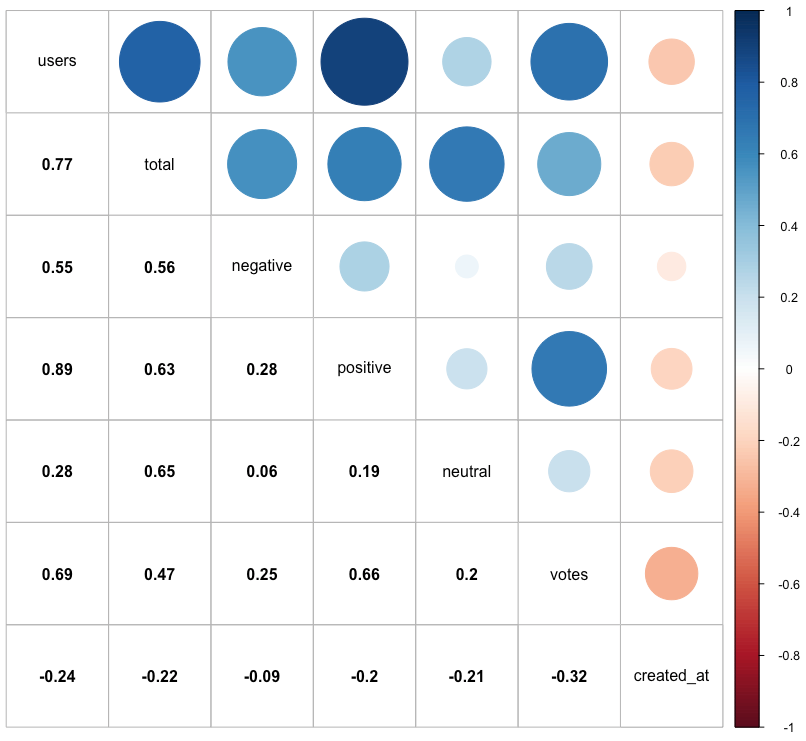 users
0.77 total
0.55 0.56 negative
0.89 0.63 0.28 positive
0.28 0.65 0.06 0.19 neutral
0.69 0.47 0.25 0.66 0.2 votes
-0.24 -0.22 -0.09 -0.2 -0.21 -0.32 created_at
1
0.8
0.6
0.4
0.2
0
-0.2
-0.4
-0.6
-0.8
-1